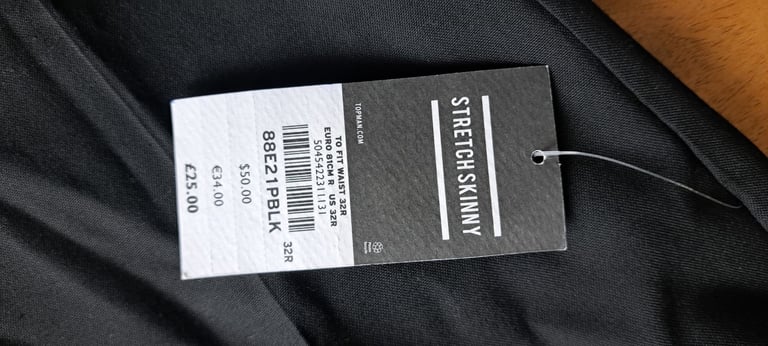 STRETCH SKINNY
TOPMAN.COM
TO FIT WAIST 32R
EURO 81CM R US 32R
5045422311131
88E21PBLK
32R
$50.00
€34.00
£25.00